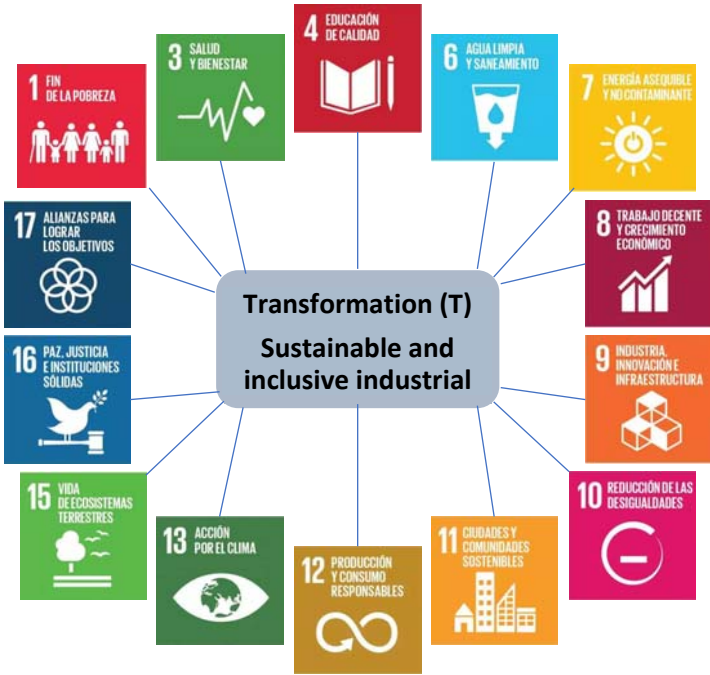 4 EDUCACIÓN
DE CALIDAD
3 SALUD
Y BIENESTAR
6 AGUA LIMPIA
Y SANEAMIENTO
1 FIN
DE LA POBREZA
7 ENERGÍA ASEQUIBLE
Y NO CONTAMINANTE
17 ALIANZAS PARA
LOGRAR
LOS OBJETIVOS
8 TRABAJO DECENTE
Y CRECIMIENTO
ECONÓMICO
Transformation (T)
Sustainable and
inclusive industrial
16 PAZ, JUSTICIA
E INSTITUCIONES
SÓLIDAS
9 INDUSTRIA,
INNOVACIÓN E
INFRAESTRUCTURA
15 VIDA
DE ECOSISTEMAS
TERRESTRES
10 REDUCCIÓN DE LAS
DESIGUALDADES
13 ACCIÓN
POR EL CLIMA
12 PRODUCCIÓN
Y CONSUMO
RESPONSABLES
11 CIUDADES Y
COMUNIDADES
SOSTENIBLES